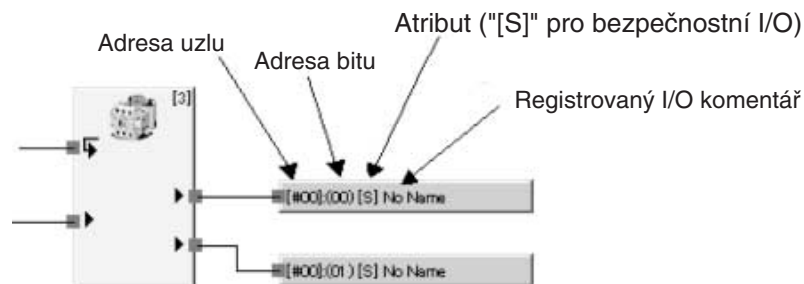 Atribut ("[S]" pro bezpečnostní I/O)
Adresa uzlu
Adresa bitu
Registrovaný I/O komentář
[3]
[#00]:(00) [S] No Name
[#00]:(01) [S] No Name